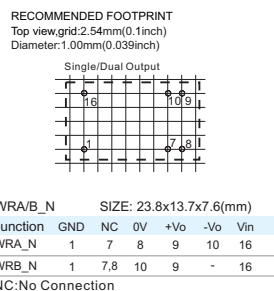 RECOMMENDED FOOTPRINT
Top view,grid:2.54mm(0.1inch)
Diameter:1.00mm(0.039inch)
Single/Dual Output
16 10 9
1 7 8
WRA/B_N SIZE: 23.8x13.7x7.6(mm)
unction GND NC 0V +Vo -Vo Vin
WRA_N 1 7 8 9 10 16
WRB_N 1 7,8 10 9 - 16
NC:No Connection